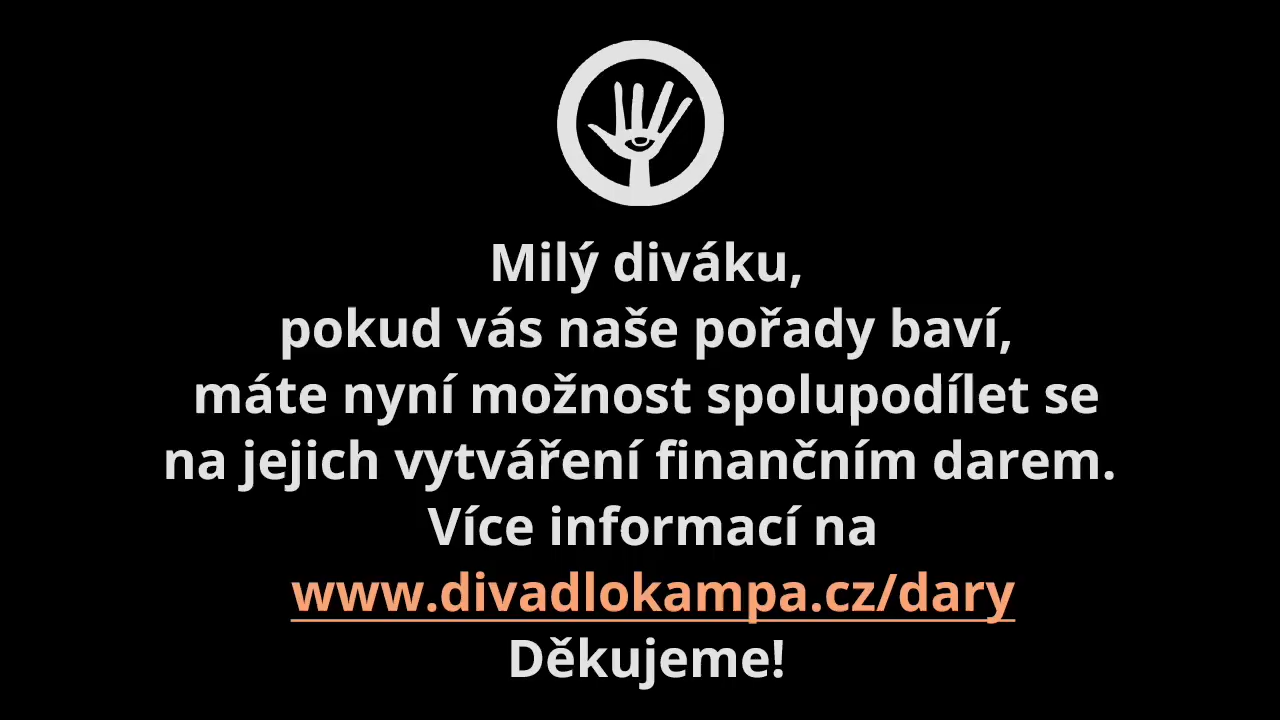 Milý diváku,
pokud vás naše pořady baví,
máte nyní možnost spolupodílet se
na jejich vytváření finančním darem.
Více informací na
www.divadlokampa.cz/dary
Děkujeme!